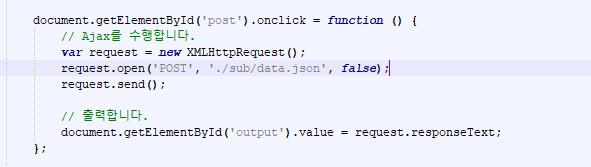 document.getElementById('post').onclick = function () {
// Ajax를 수행합니다.
var request = new XMLHttpRequest();
request.open('POST', './sub/data.json', false);
request.send();
// 출력합니다.
document.getElementById('output').value = request.responseText;
};